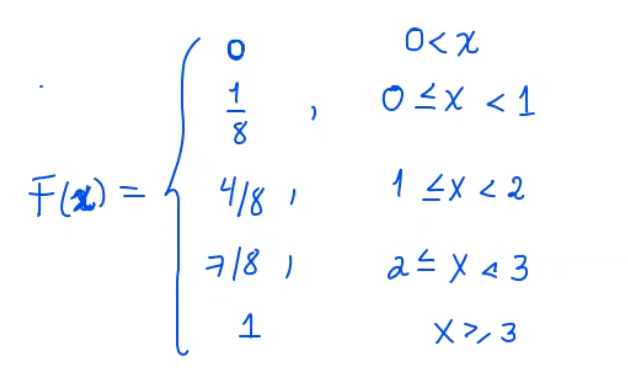 0 0<x
1/8 , 0≤x<1
F(x) = 4/8 , 1≤x<2
7/8 , 2≤x<3
1 x≥3